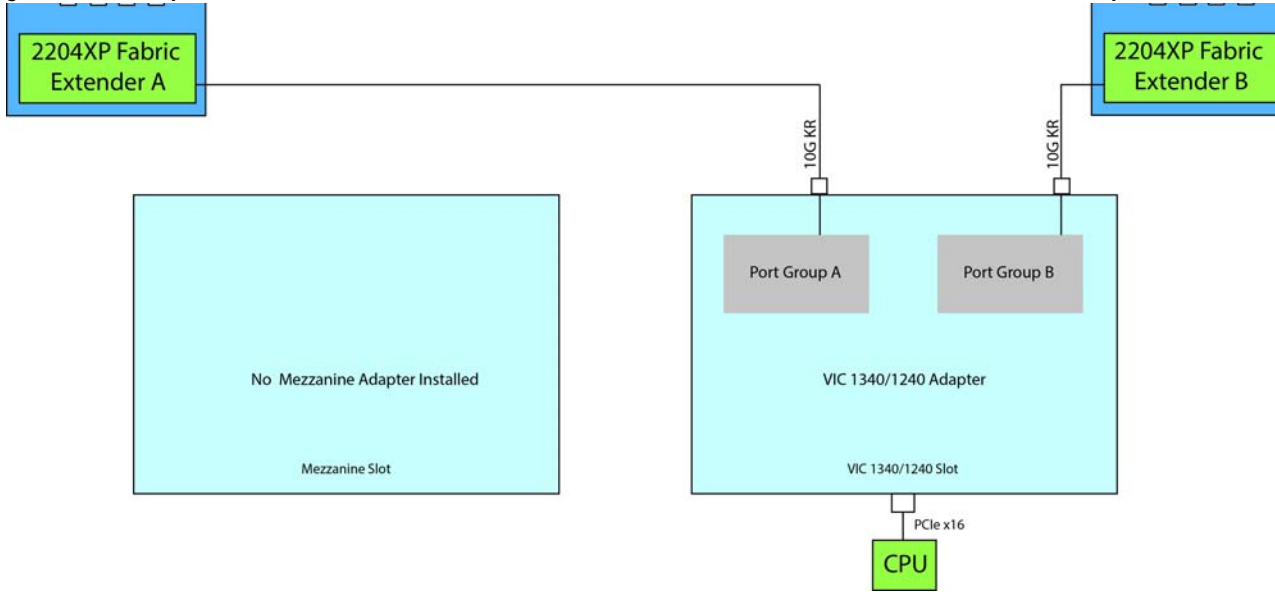 2204XP Fabric
Extender A
2204XP Fabric
Extender B
10G KR
10G KR
Port Group A
Port Group B
No Mezzanine Adapter Installed
VIC 1340/1240 Adapter
Mezzanine Slot
VIC 1340/1240 Slot
PCIe x16
CPU